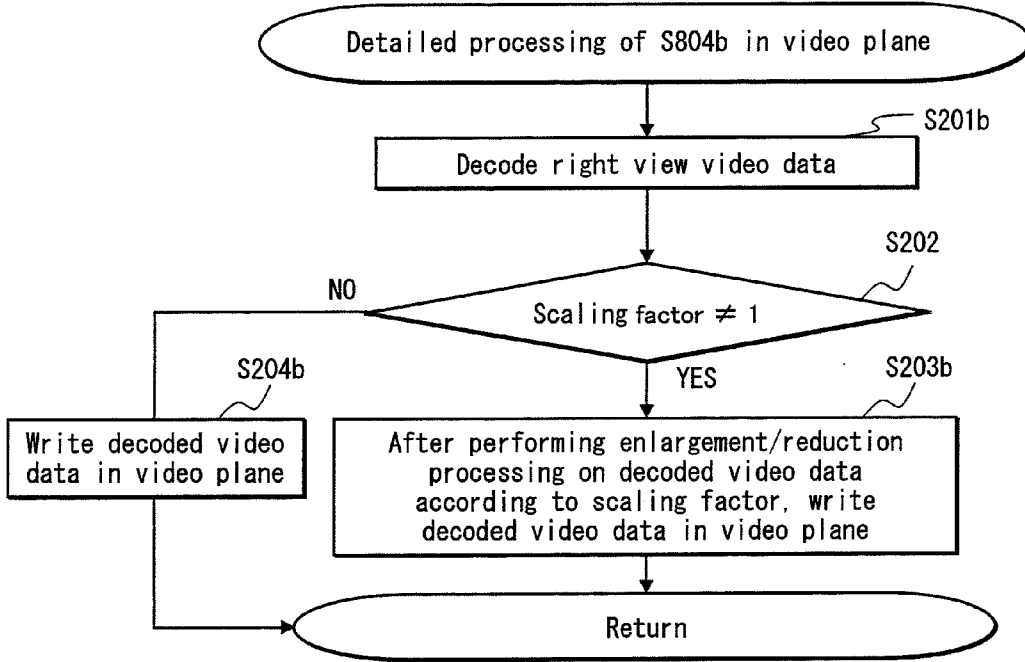 Detailed processing of S804b in video plane
S201b
Decode right view video data
S202
NO
Scaling factor ≠ 1
YES
S204b
S203b
Write decoded video
data in video plane
After performing enlargement/reduction
processing on decoded video data
according to scaling factor, write
decoded video data in video plane
Return